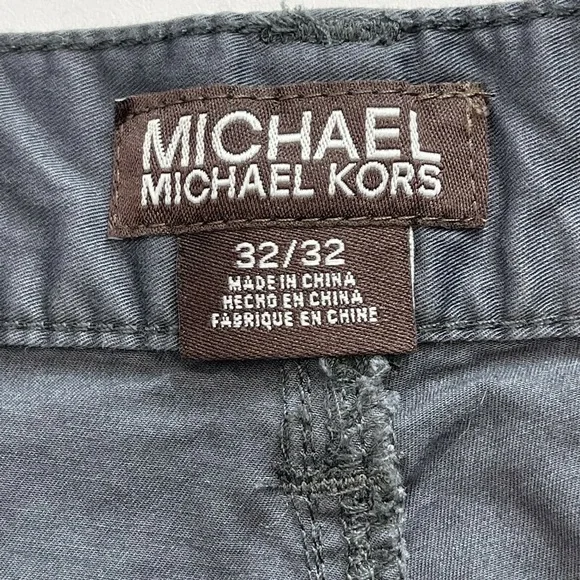 MICHAEL
MICHAEL KORS
32/32
MADE IN CHINA
HECHO EN CHINA
FABRIQUE EN CHINE